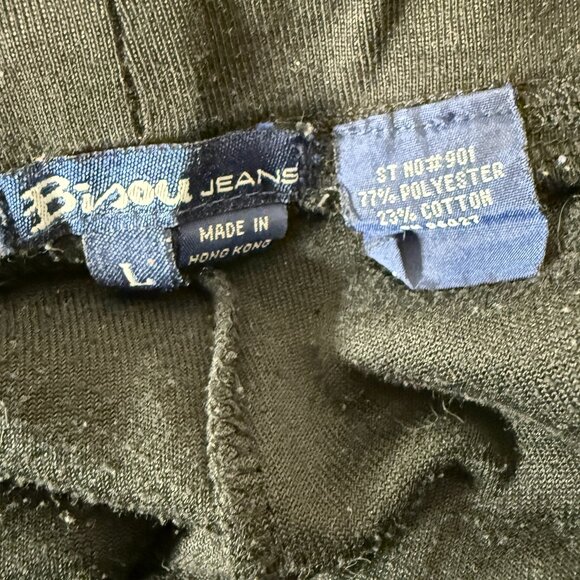 Bisou JEANS
L
MADE IN
HONG KONG
ST NO#901
77% POLYESTER
23% COTTON